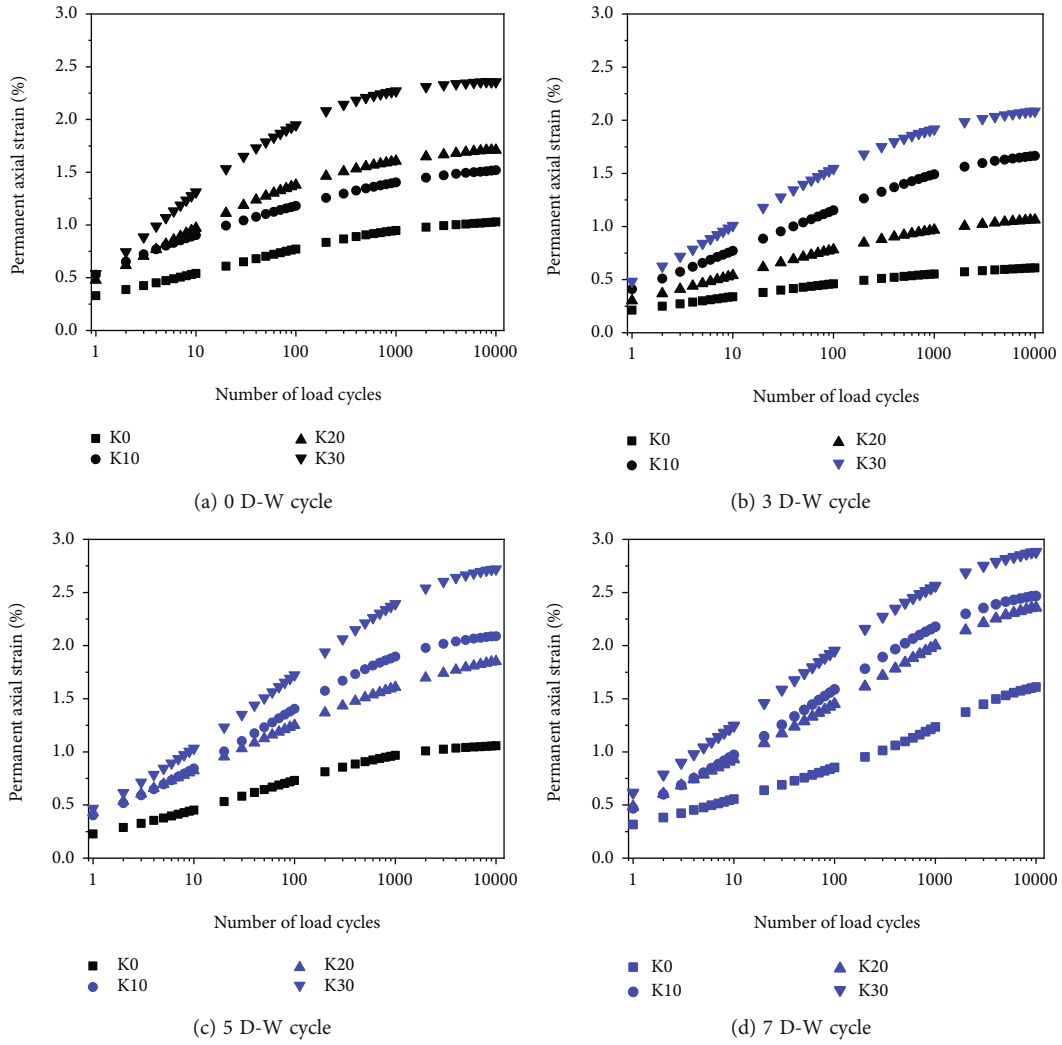 3.0
2.5
2.0
1.5
1.0
0.5
0.0
Permanent axial strain (%)
1 10 100 1000 10000
Number of load cycles
K0 K20
K10 K30
(a) 0 D-W cycle
3.0
2.5
2.0
1.5
1.0
0.5
0.0
Permanent axial strain (%)
1 10 100 1000 10000
Number of load cycles
K0 K20
K10 K30
(b) 3 D-W cycle
3.0
2.5
2.0
1.5
1.0
0.5
0.0
Permanent axial strain (%)
1 10 100 1000 10000
Number of load cycles
K0 K20
K10 K30
(c) 5 D-W cycle
3.0
2.5
2.0
1.5
1.0
0.5
0.0
Permanent axial strain (%)
1 10 100 1000 10000
Number of load cycles
K0 K20
K10 K30
(d) 7 D-W cycle